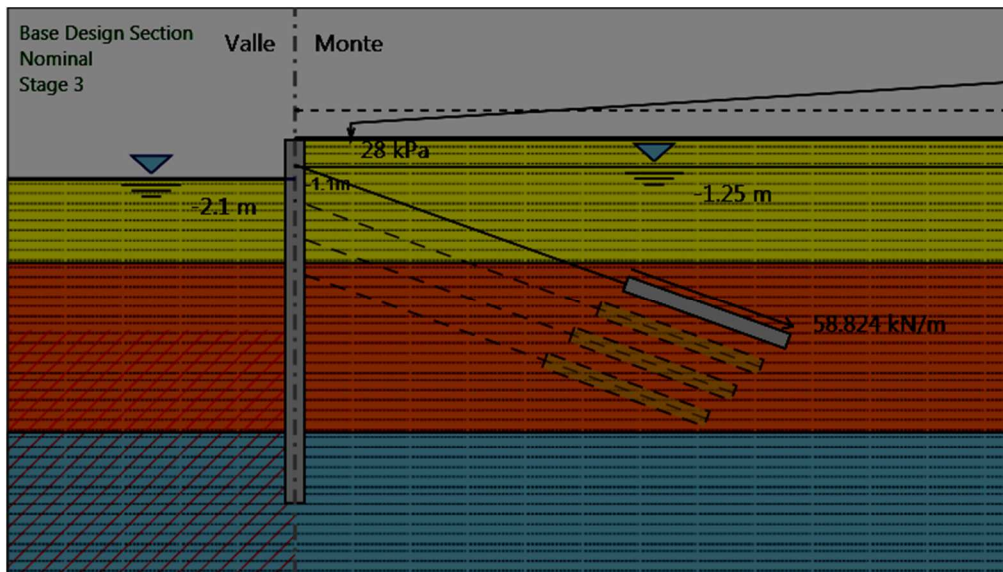 Base Design Section
Nominal
Stage 3
Valle
Monte
28 kPa
-1.1m
-2.1 m
-1.25 m
58.824 kN/m